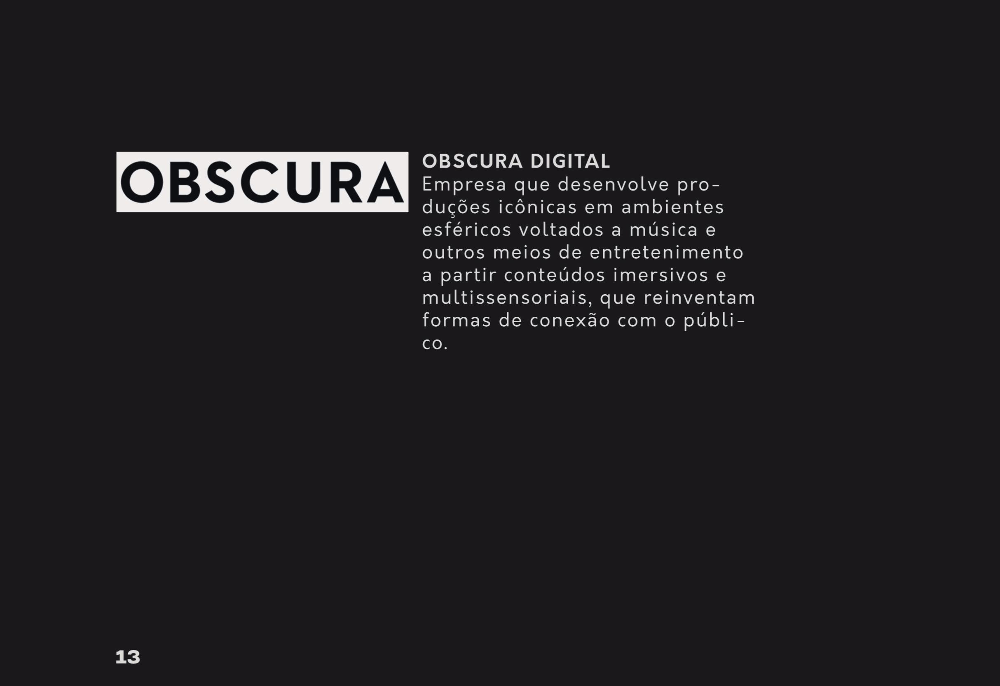 OBSCURA
OBSCURA DIGITAL
Empresa que desenvolve pro-
duções icônicas em ambientes
esféricos voltados a música e
outros meios de entretenimento
a partir conteúdos imersivos e
multissensoriais, que reinventam
formas de conexão com o públi-
co.
13